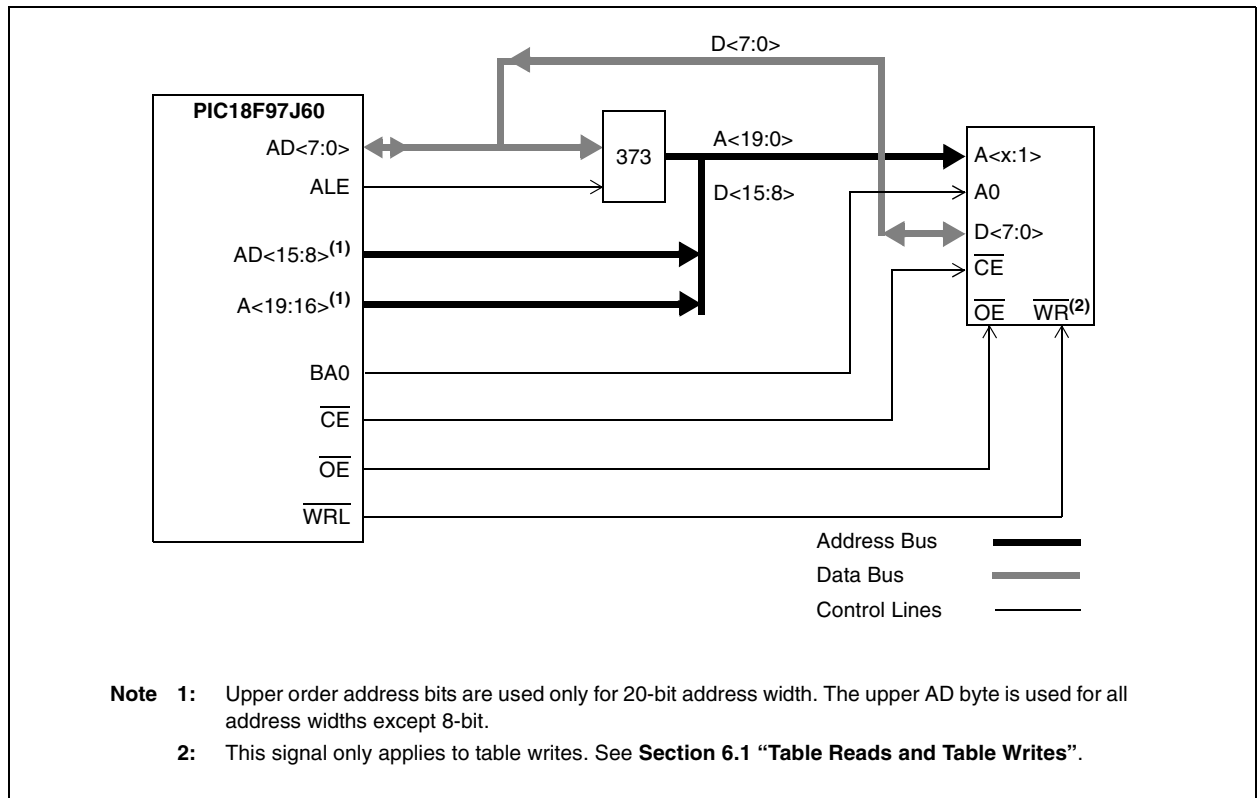 D<7:0>
PIC18F97J60
AD<7:0>
373
A<19:0>
A<x:1>
ALE
D<15:8>
A0
AD<15:8>(1)
D<7:0>
CE
A<19:16>(1)
OE WR(2)
BA0
CE
OE
WRL
Address Bus
Data Bus
Control Lines
Note 1: Upper order address bits are used only for 20-bit address width. The upper AD byte is used for all
address widths except 8-bit.
2: This signal only applies to table writes. See Section 6.1 “Table Reads and Table Writes”.